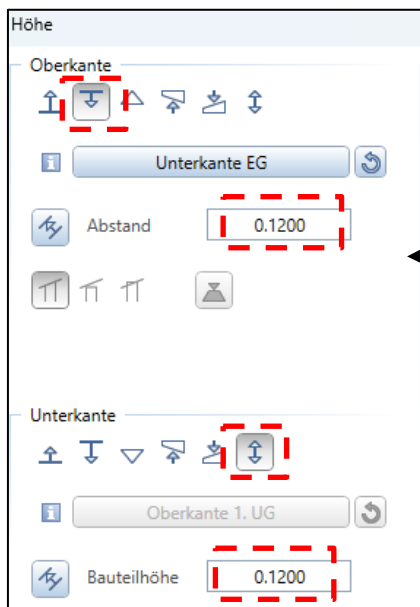 Höhe
Oberkante
Unterkante EG
Abstand 0.1200
Unterkante
Oberkante 1. UG
Bauteilhöhe 0.1200